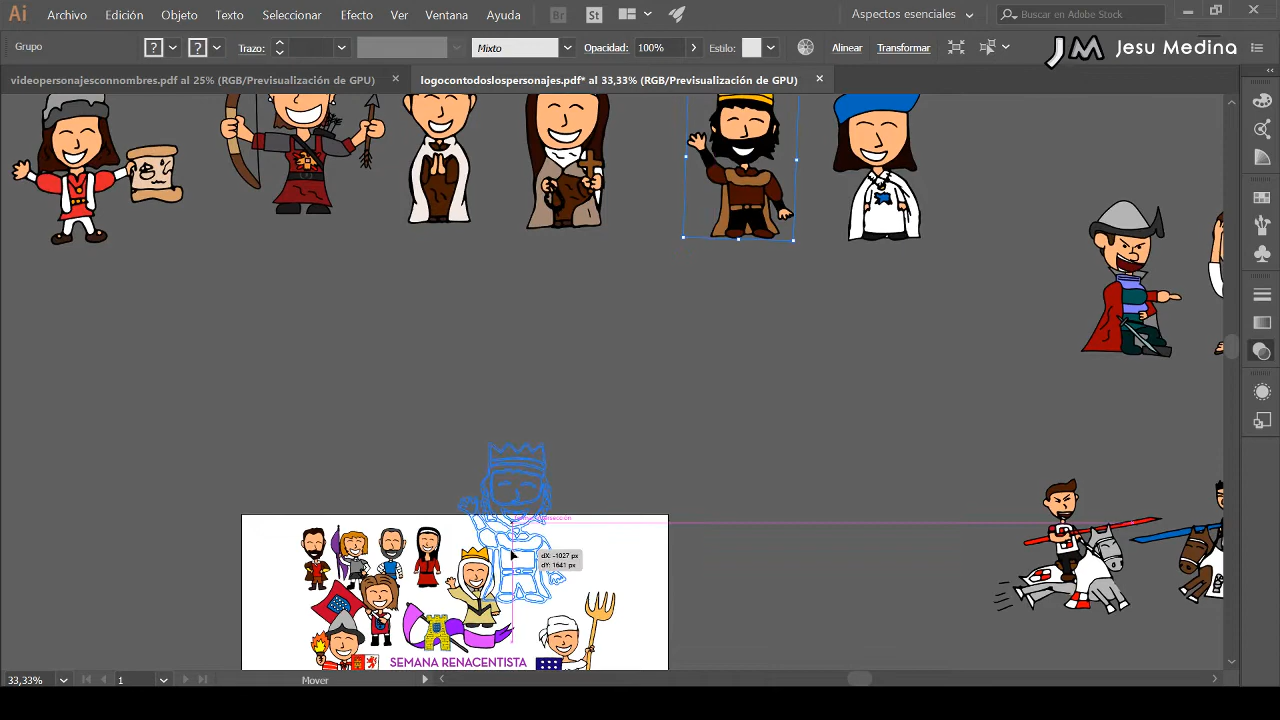 Ai Archivo Edición Objeto Texto Seleccionar Efecto Ver Ventana Ayuda Br St Aspectos esenciales Buscar en Adobe Stock
Grupo ? ? Trazo: Mixto Opacidad: 100% Estilo: Alinear Transformar JM Jesu Medina
videopersonajesconnombres.pdf al 25% (RGB/Previsualización de GPU) × logocontodoslospersonajes.pdf* al 33,33% (RGB/Previsualización de GPU) ×
dX: -1027 px
dY: 1641 px
SEMANA RENACENTISTA
33,33% 1 Mover